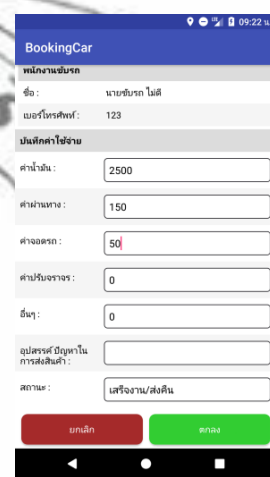 09:22 น
BookingCar
พนักงานขับรถ
ชื่อ : นายขับรถ ไม่ดี
เบอร์โทรศัพท์ : 123
บันทึกค่าใช้จ่าย
ค่าน้ำมัน : 2500
ค่าผ่านทาง : 150
ค่าจอดรถ : 50
ค่าปรับจราจร : 0
อื่นๆ : 0
อุปสรรค์ ปัญหาใน
การส่งสินค้า :
สถานะ : เสร็จงาน/ส่งคืน
ยกเลิก ตกลง